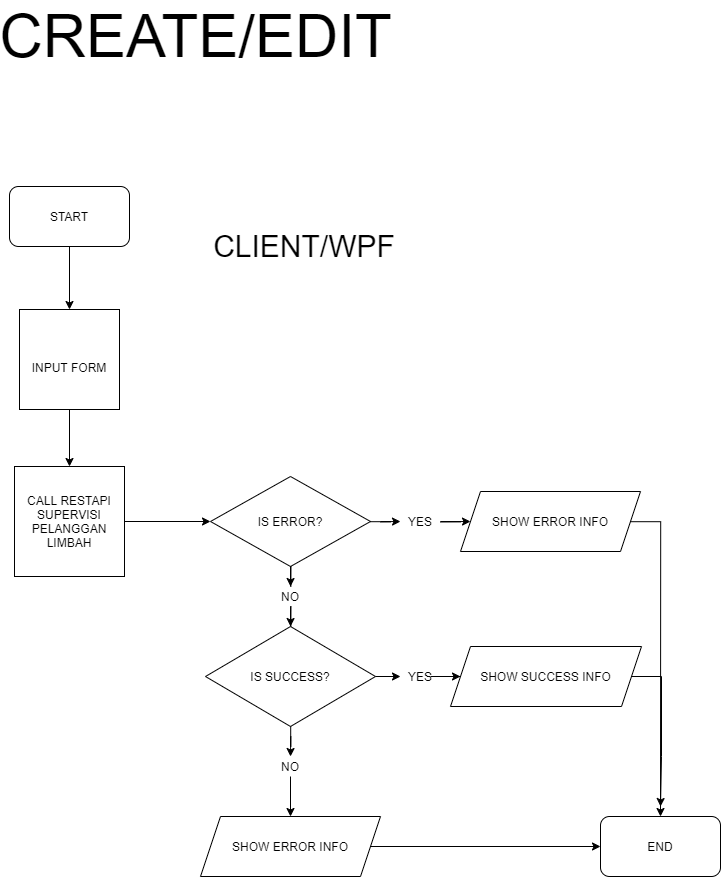 CREATE/EDIT
START
CLIENT/WPF
INPUT FORM
CALL RESTAPI
SUPERVISI
PELANGGAN
LIMBAH
IS ERROR?
YES
SHOW ERROR INFO
NO
IS SUCCESS?
YES
SHOW SUCCESS INFO
NO
SHOW ERROR INFO
END